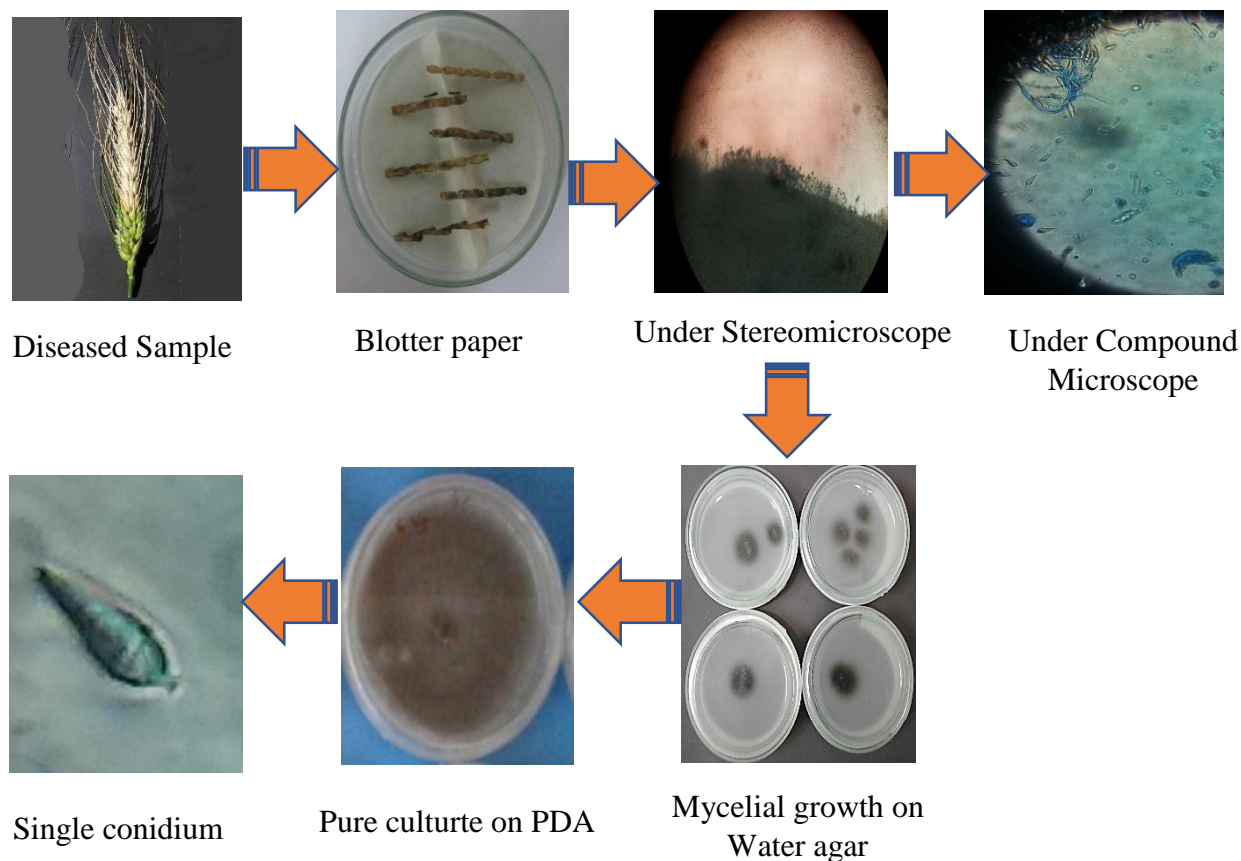 Diseased Sample
Blotter paper
Under Stereomicroscope
Under Compound
Microscope
Mycelial growth on
Water agar
Pure culturte on PDA
Single conidium